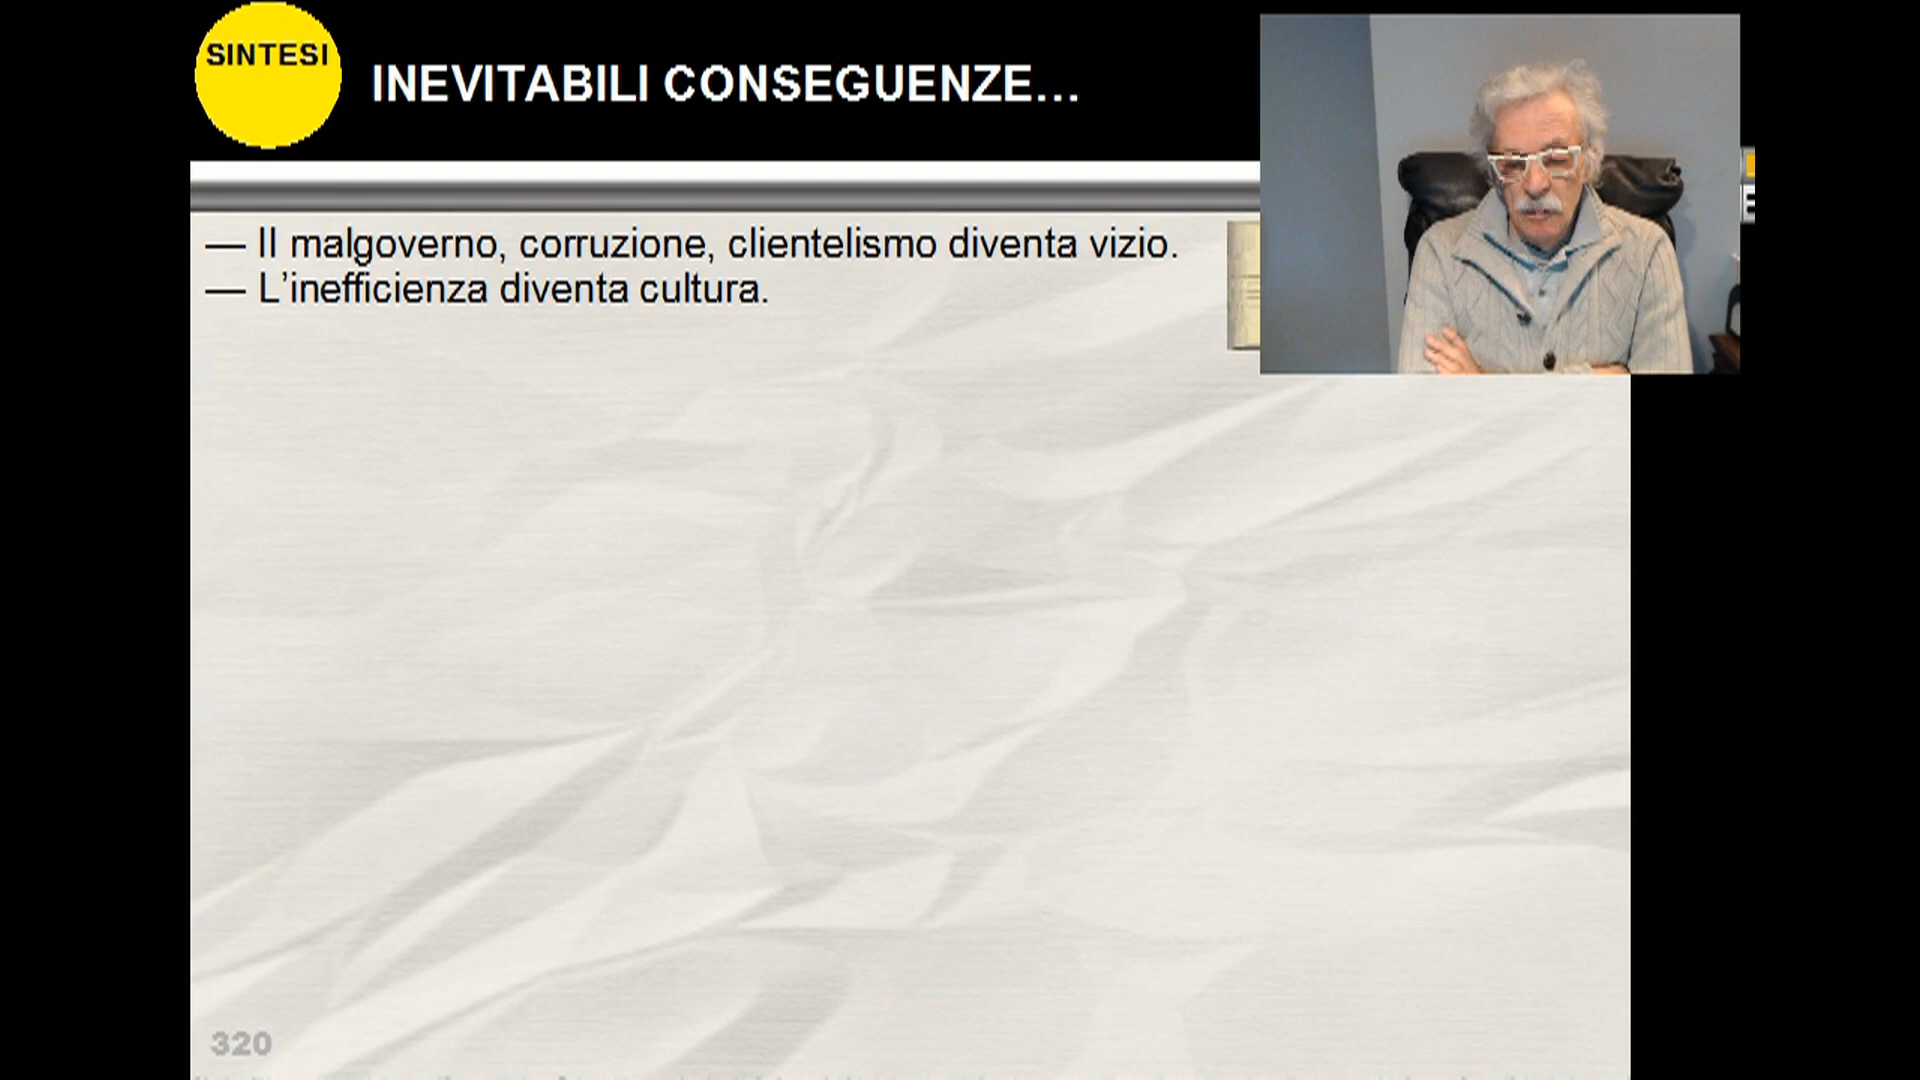 SINTESI
INEVITABILI CONSEGUENZE...
— Il malgoverno, corruzione, clientelismo diventa vizio.
— L’inefficienza diventa cultura.
320